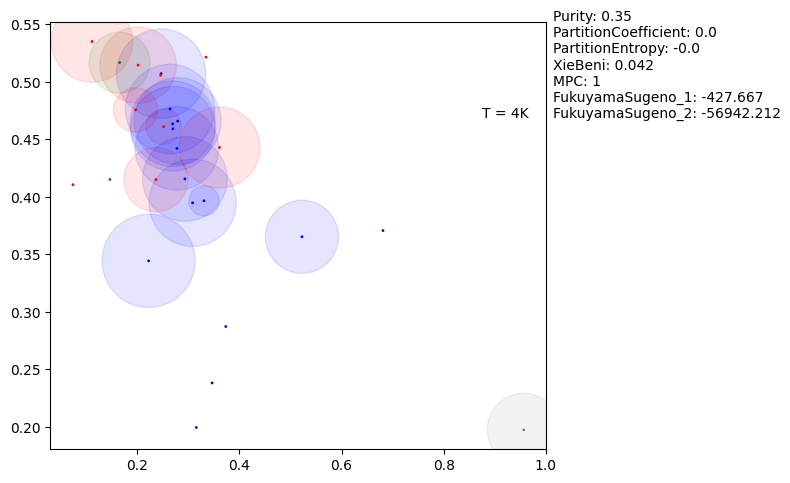 Purity: 0.35
PartitionCoefficient: 0.0
PartitionEntropy: -0.0
XieBeni: 0.042
MPC: 1
FukuyamaSugeno_1: -427.667
FukuyamaSugeno_2: -56942.212
T = 4K
0.55
0.50
0.45
0.40
0.35
0.30
0.25
0.20
0.2 0.4 0.6 0.8 1.0